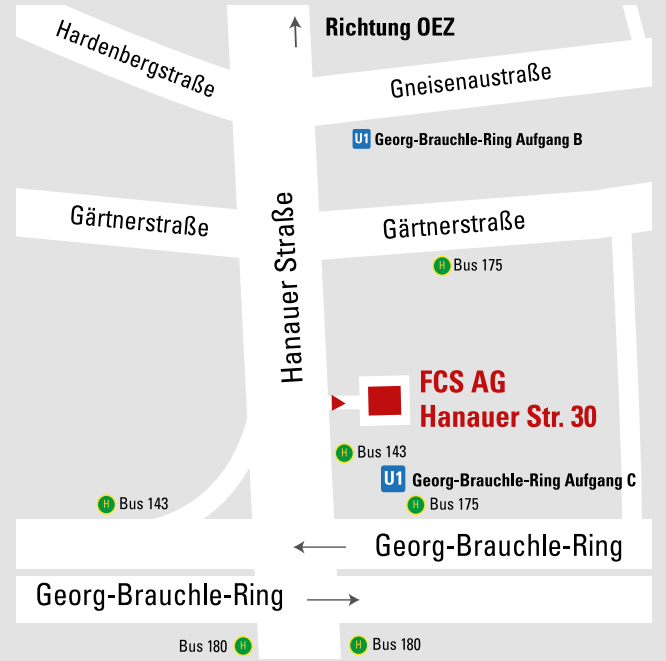 Richtung OEZ
Hardenbergstraße
Gneisenaustraße
U1 Georg-Brauchle-Ring Aufgang B
Gärtnerstraße
Gärtnerstraße
Hanauer Straße
H Bus 175
FCS AG
Hanauer Str. 30
H Bus 143
U1 Georg-Brauchle-Ring Aufgang C
H Bus 143
H Bus 175
Georg-Brauchle-Ring
Georg-Brauchle-Ring
Bus 180 H
H Bus 180